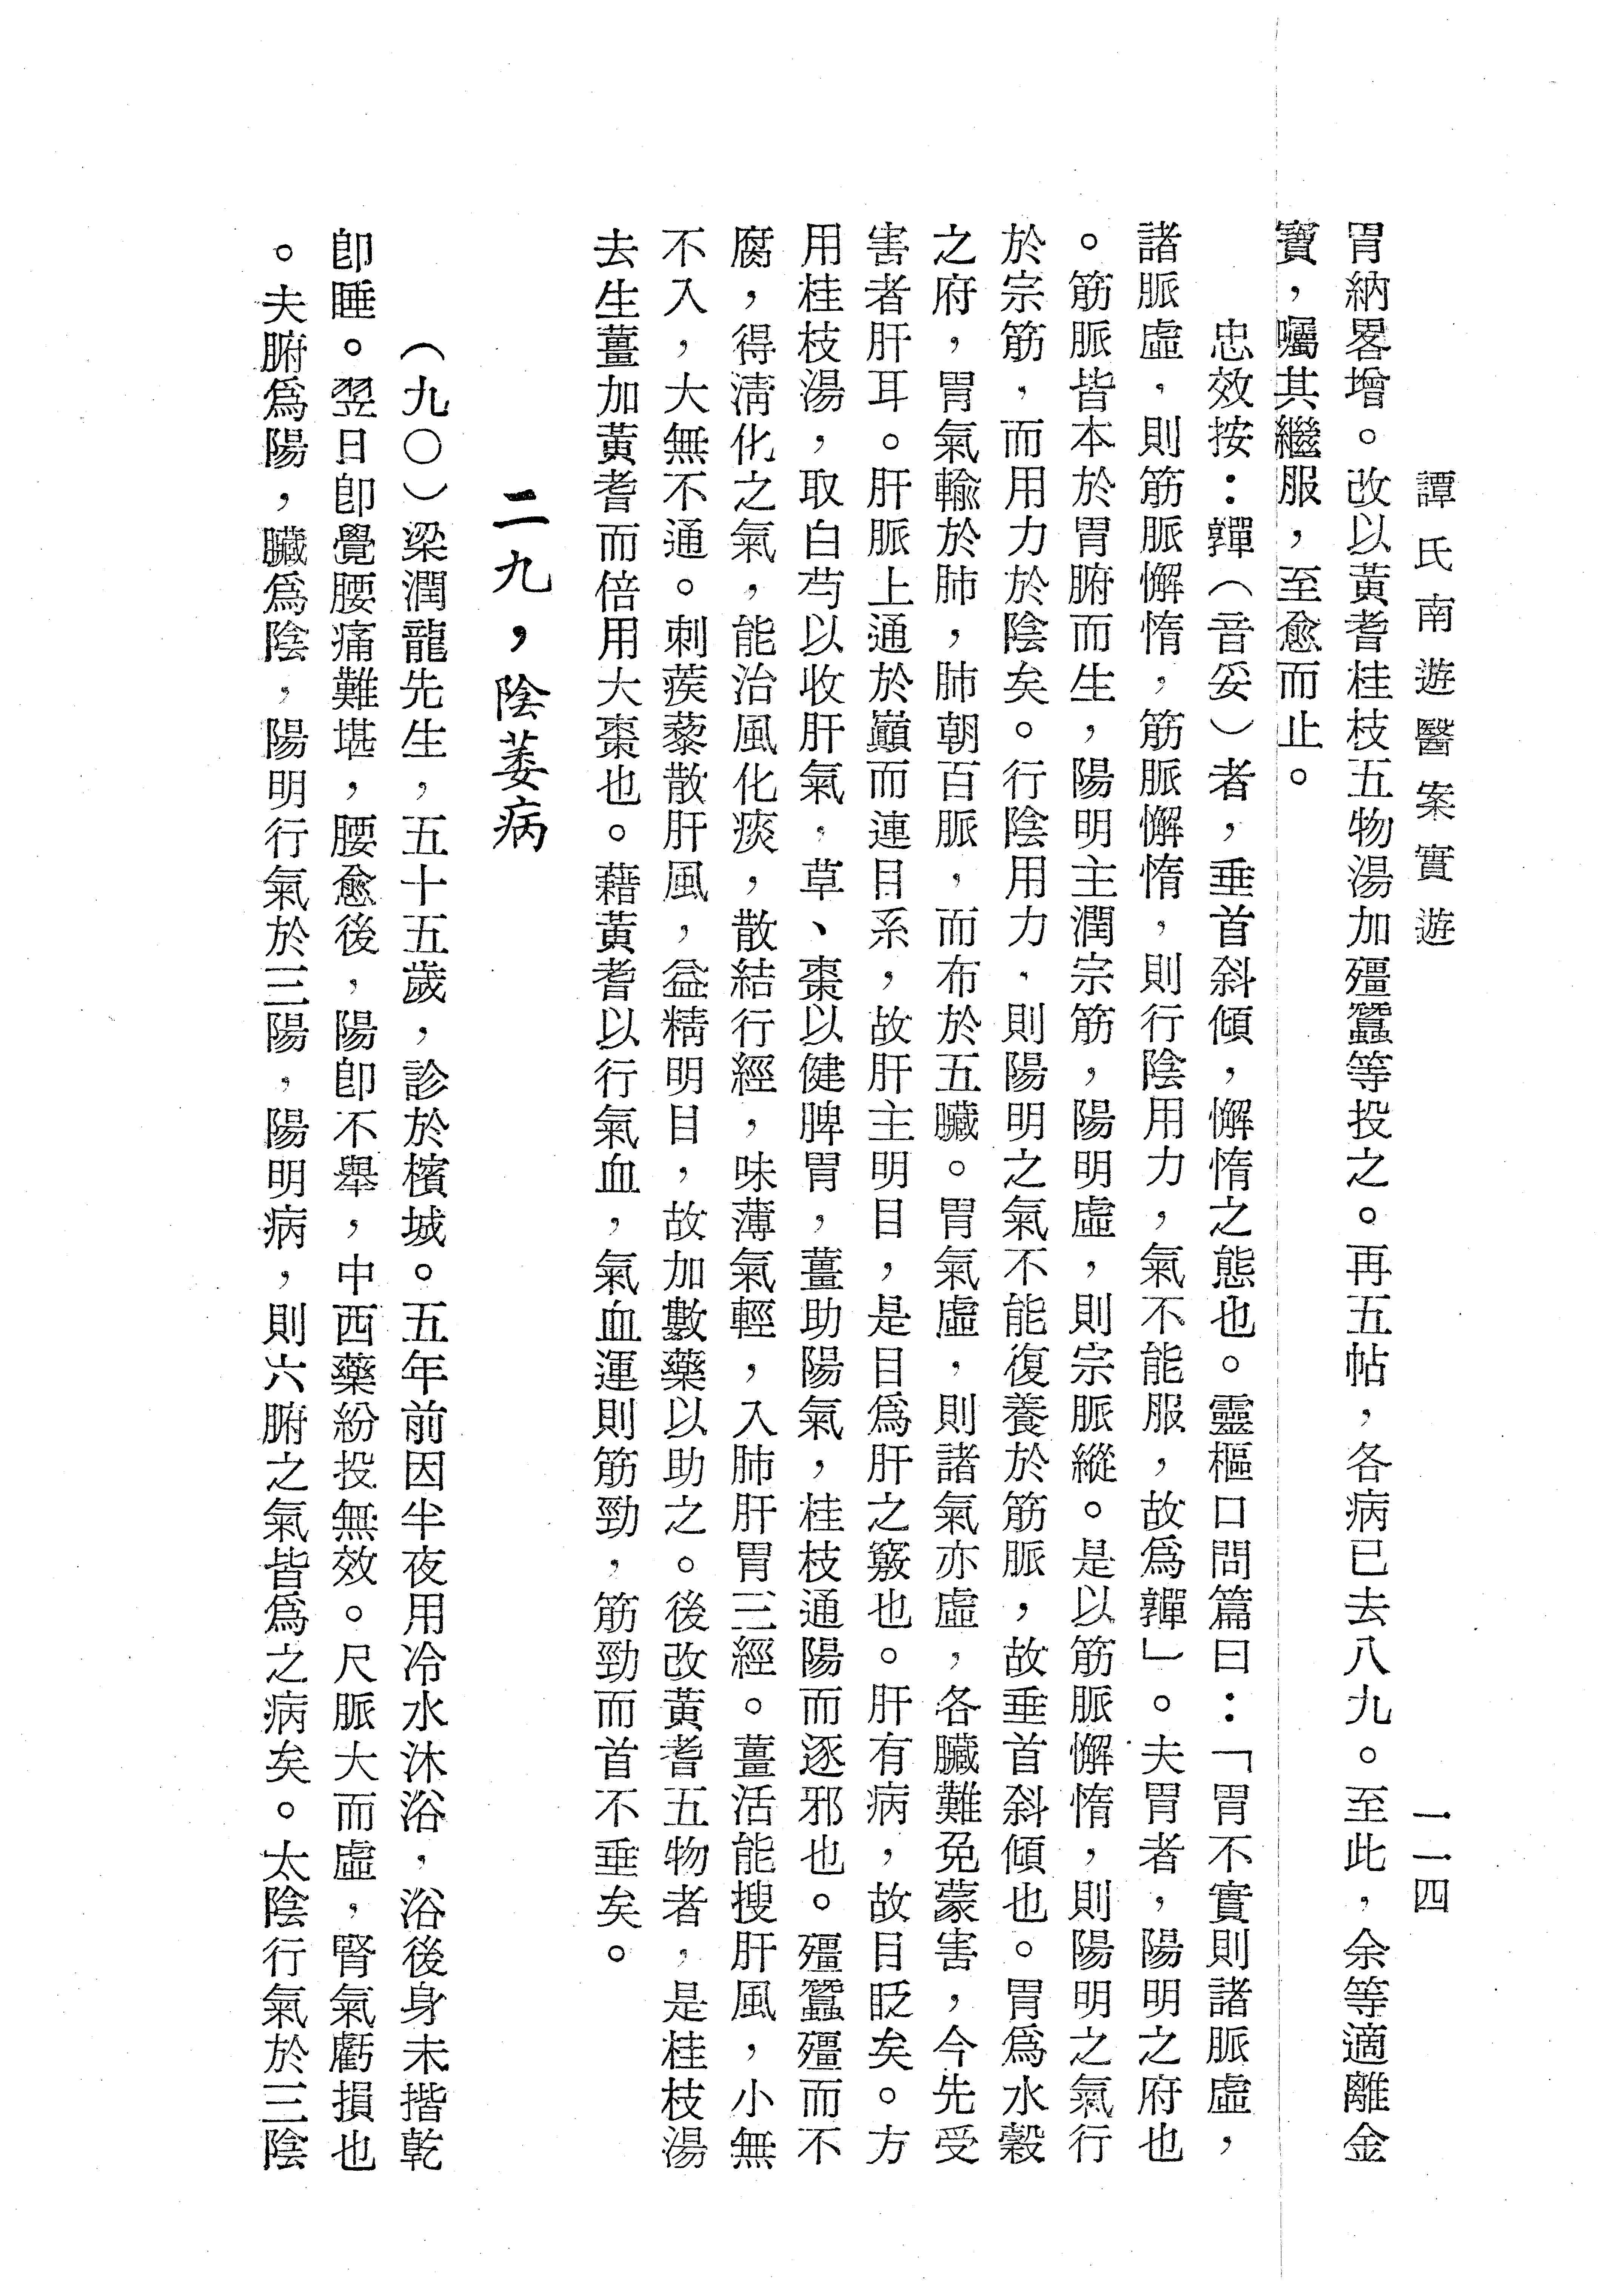 譚氏南遊醫案實遊　一一四
胃納畧增。改以黃耆桂枝五物湯加殭蠶等投之。再五帖，各病已去八九。至此，余等適離金
寶，囑其繼服，至愈而止。
忠效按：嚲（音妥）者，垂首斜傾，懈惰之態也。靈樞口問篇曰：「胃不實則諸脈虛，
諸脈虛，則筋脈懈惰，筋脈懈惰，則行陰用力，氣不能服，故爲嚲」。夫胃者，陽明之府也
。筋脈皆本於胃腑而生，陽明主潤宗筋，陽明虛，則宗脈縱。是以筋脈懈惰，則陽明之氣行
於宗筋，而用力於陰矣。行陰用力，則陽明之氣不能復養於筋脈，故垂首斜傾也。胃爲水穀
之府，胃氣輸於肺，肺朝百脈，而布於五臟。胃氣虛，則諸氣亦虛，各臟難免蒙害，今先受
害者肝耳。肝脈上通於巔而連目系，故肝主明目，是目爲肝之竅也。肝有病，故目眨矣。方
用桂枝湯，取白芍以收肝氣，草、棗以健脾胃，薑助陽氣，桂枝通陽而逐邪也。殭蠶殭而不
腐，得淸化之氣，能治風化痰，散結行經，味薄氣輕，入肺肝胃三經。薑活能搜肝風，小無
不入，大無不通。刺蒺藜散肝風，益精明目，故加數藥以助之。後改黃耆五物者，是桂枝湯
去生薑加黃耆而倍用大棗也。藉黃耆以行氣血，氣血運則筋勁，筋勁而首不垂矣。
二九，陰萎病
（九〇）梁潤龍先生，五十五歲，診於檳城。五年前因半夜用冷水沐浴，浴後身未揩乾
卽睡。翌日卽覺腰痛難堪，腰愈後，陽卽不舉，中西藥紛投無效。尺脈大而虛，腎氣虧損也
。夫腑爲陽，臟爲陰，陽明行氣於三陽，陽明病，則六腑之氣皆爲之病矣。太陰行氣於三陰